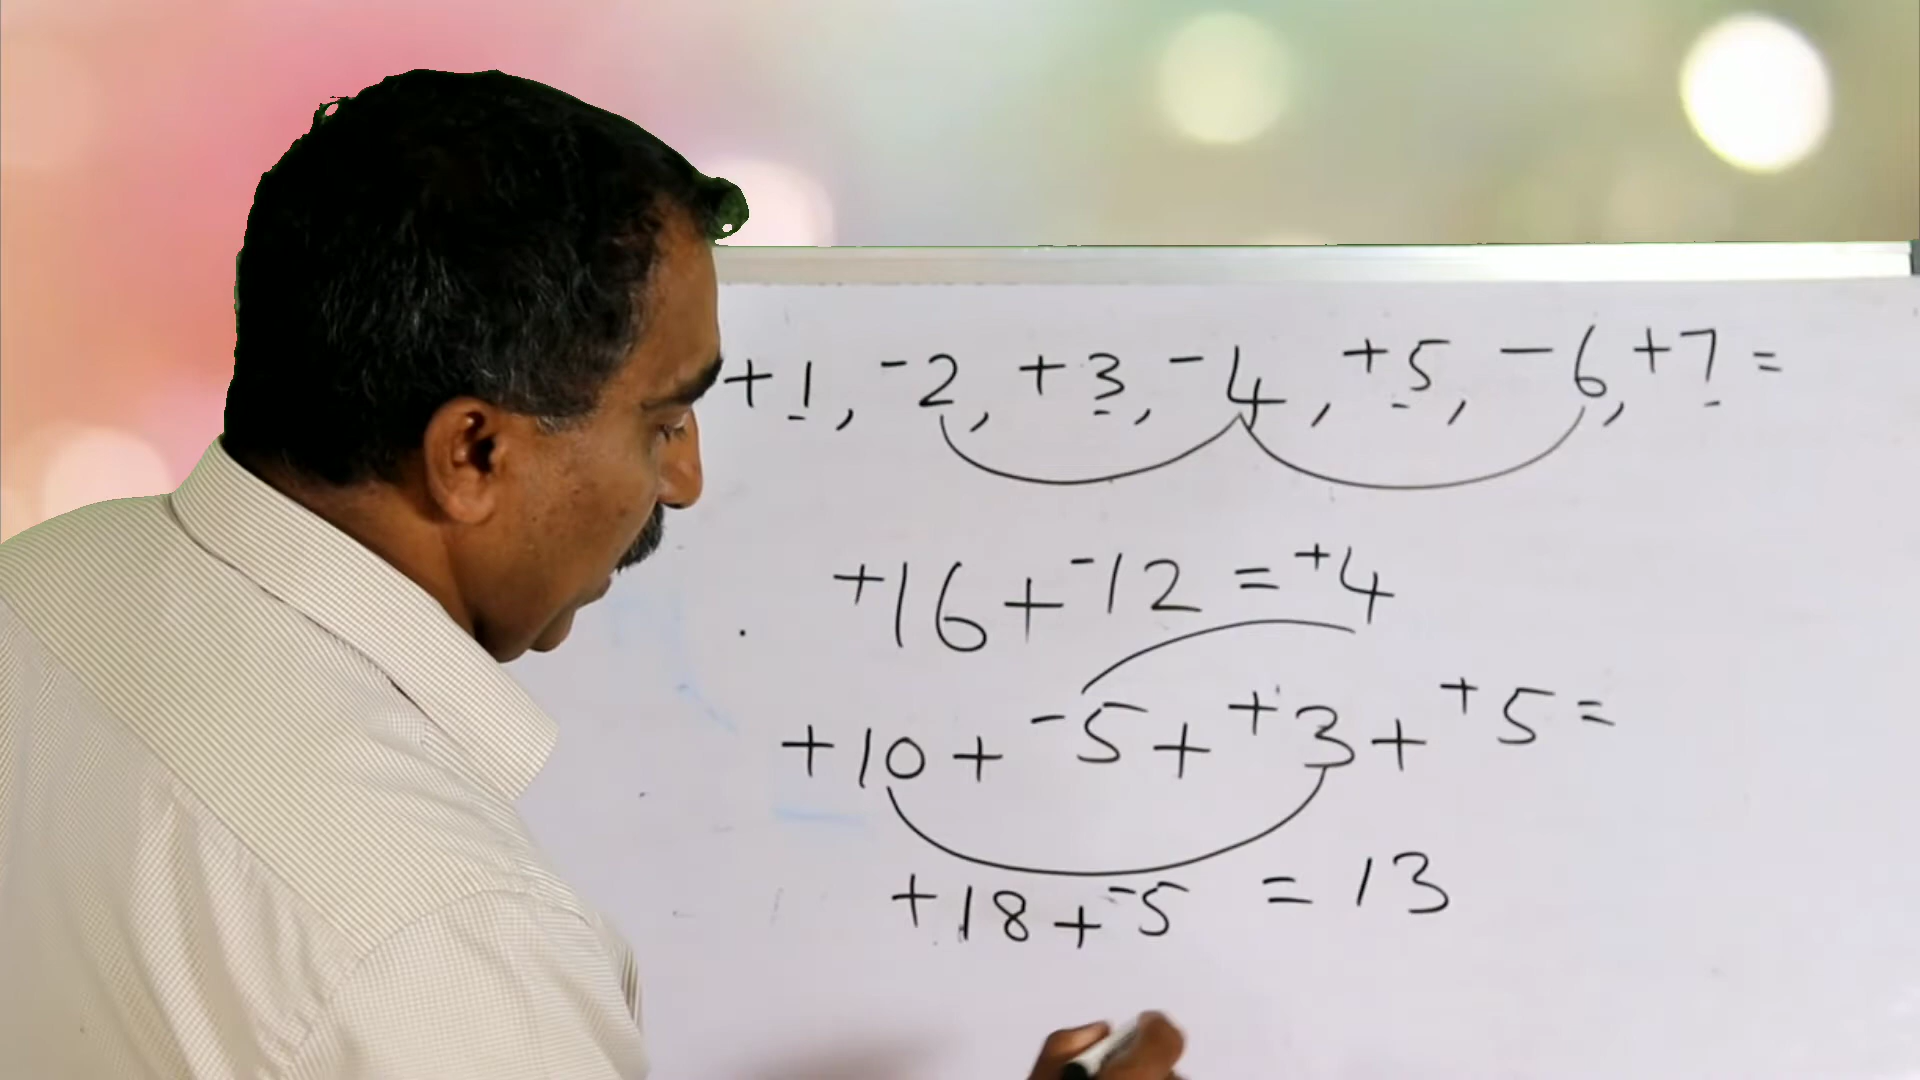 +1, -2, +3, -4, +5, -6, +7 =
+16 + -12 = +4
+10 + -5 + +3 + +5 =
+18 + -5 = 13